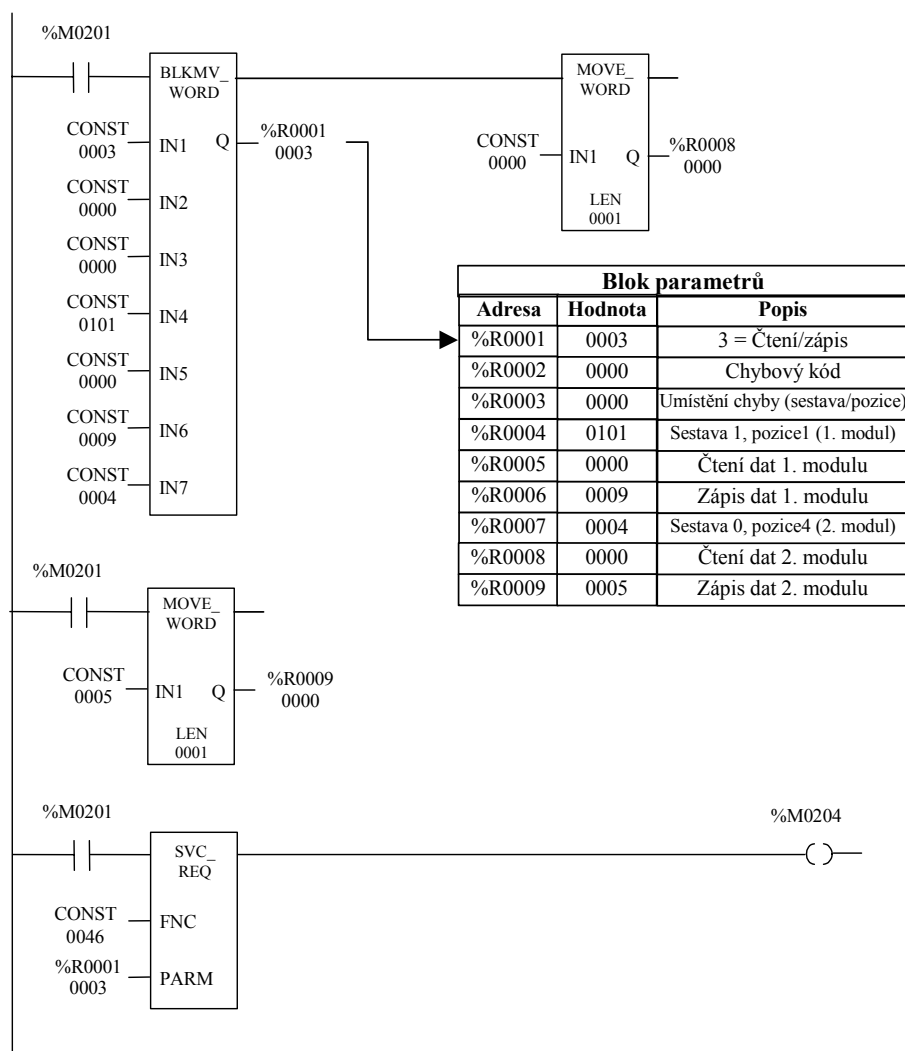 %M0201
BLKMV_
WORD
MOVE_
WORD
CONST
0003
IN1
Q
%R0001
0003
CONST
0000
IN1
Q
%R0008
0000
LEN
0001
CONST
0000
IN2
CONST
0000
IN3
CONST
0101
IN4
CONST
0000
IN5
CONST
0009
IN6
CONST
0004
IN7
Blok parametrů
Adresa Hodnota Popis
%R0001 0003 3 = Čtení/zápis
%R0002 0000 Chybový kód
%R0003 0000 Umístění chyby (sestava/pozice)
%R0004 0101 Sestava 1, pozice1 (1. modul)
%R0005 0000 Čtení dat 1. modulu
%R0006 0009 Zápis dat 1. modulu
%R0007 0004 Sestava 0, pozice4 (2. modul)
%R0008 0000 Čtení dat 2. modulu
%R0009 0005 Zápis dat 2. modulu
%M0201
MOVE_
WORD
CONST
0005
IN1
Q
%R0009
0000
LEN
0001
%M0201
%M0204
SVC_
REQ
CONST
0046
FNC
%R0001
0003
PARM